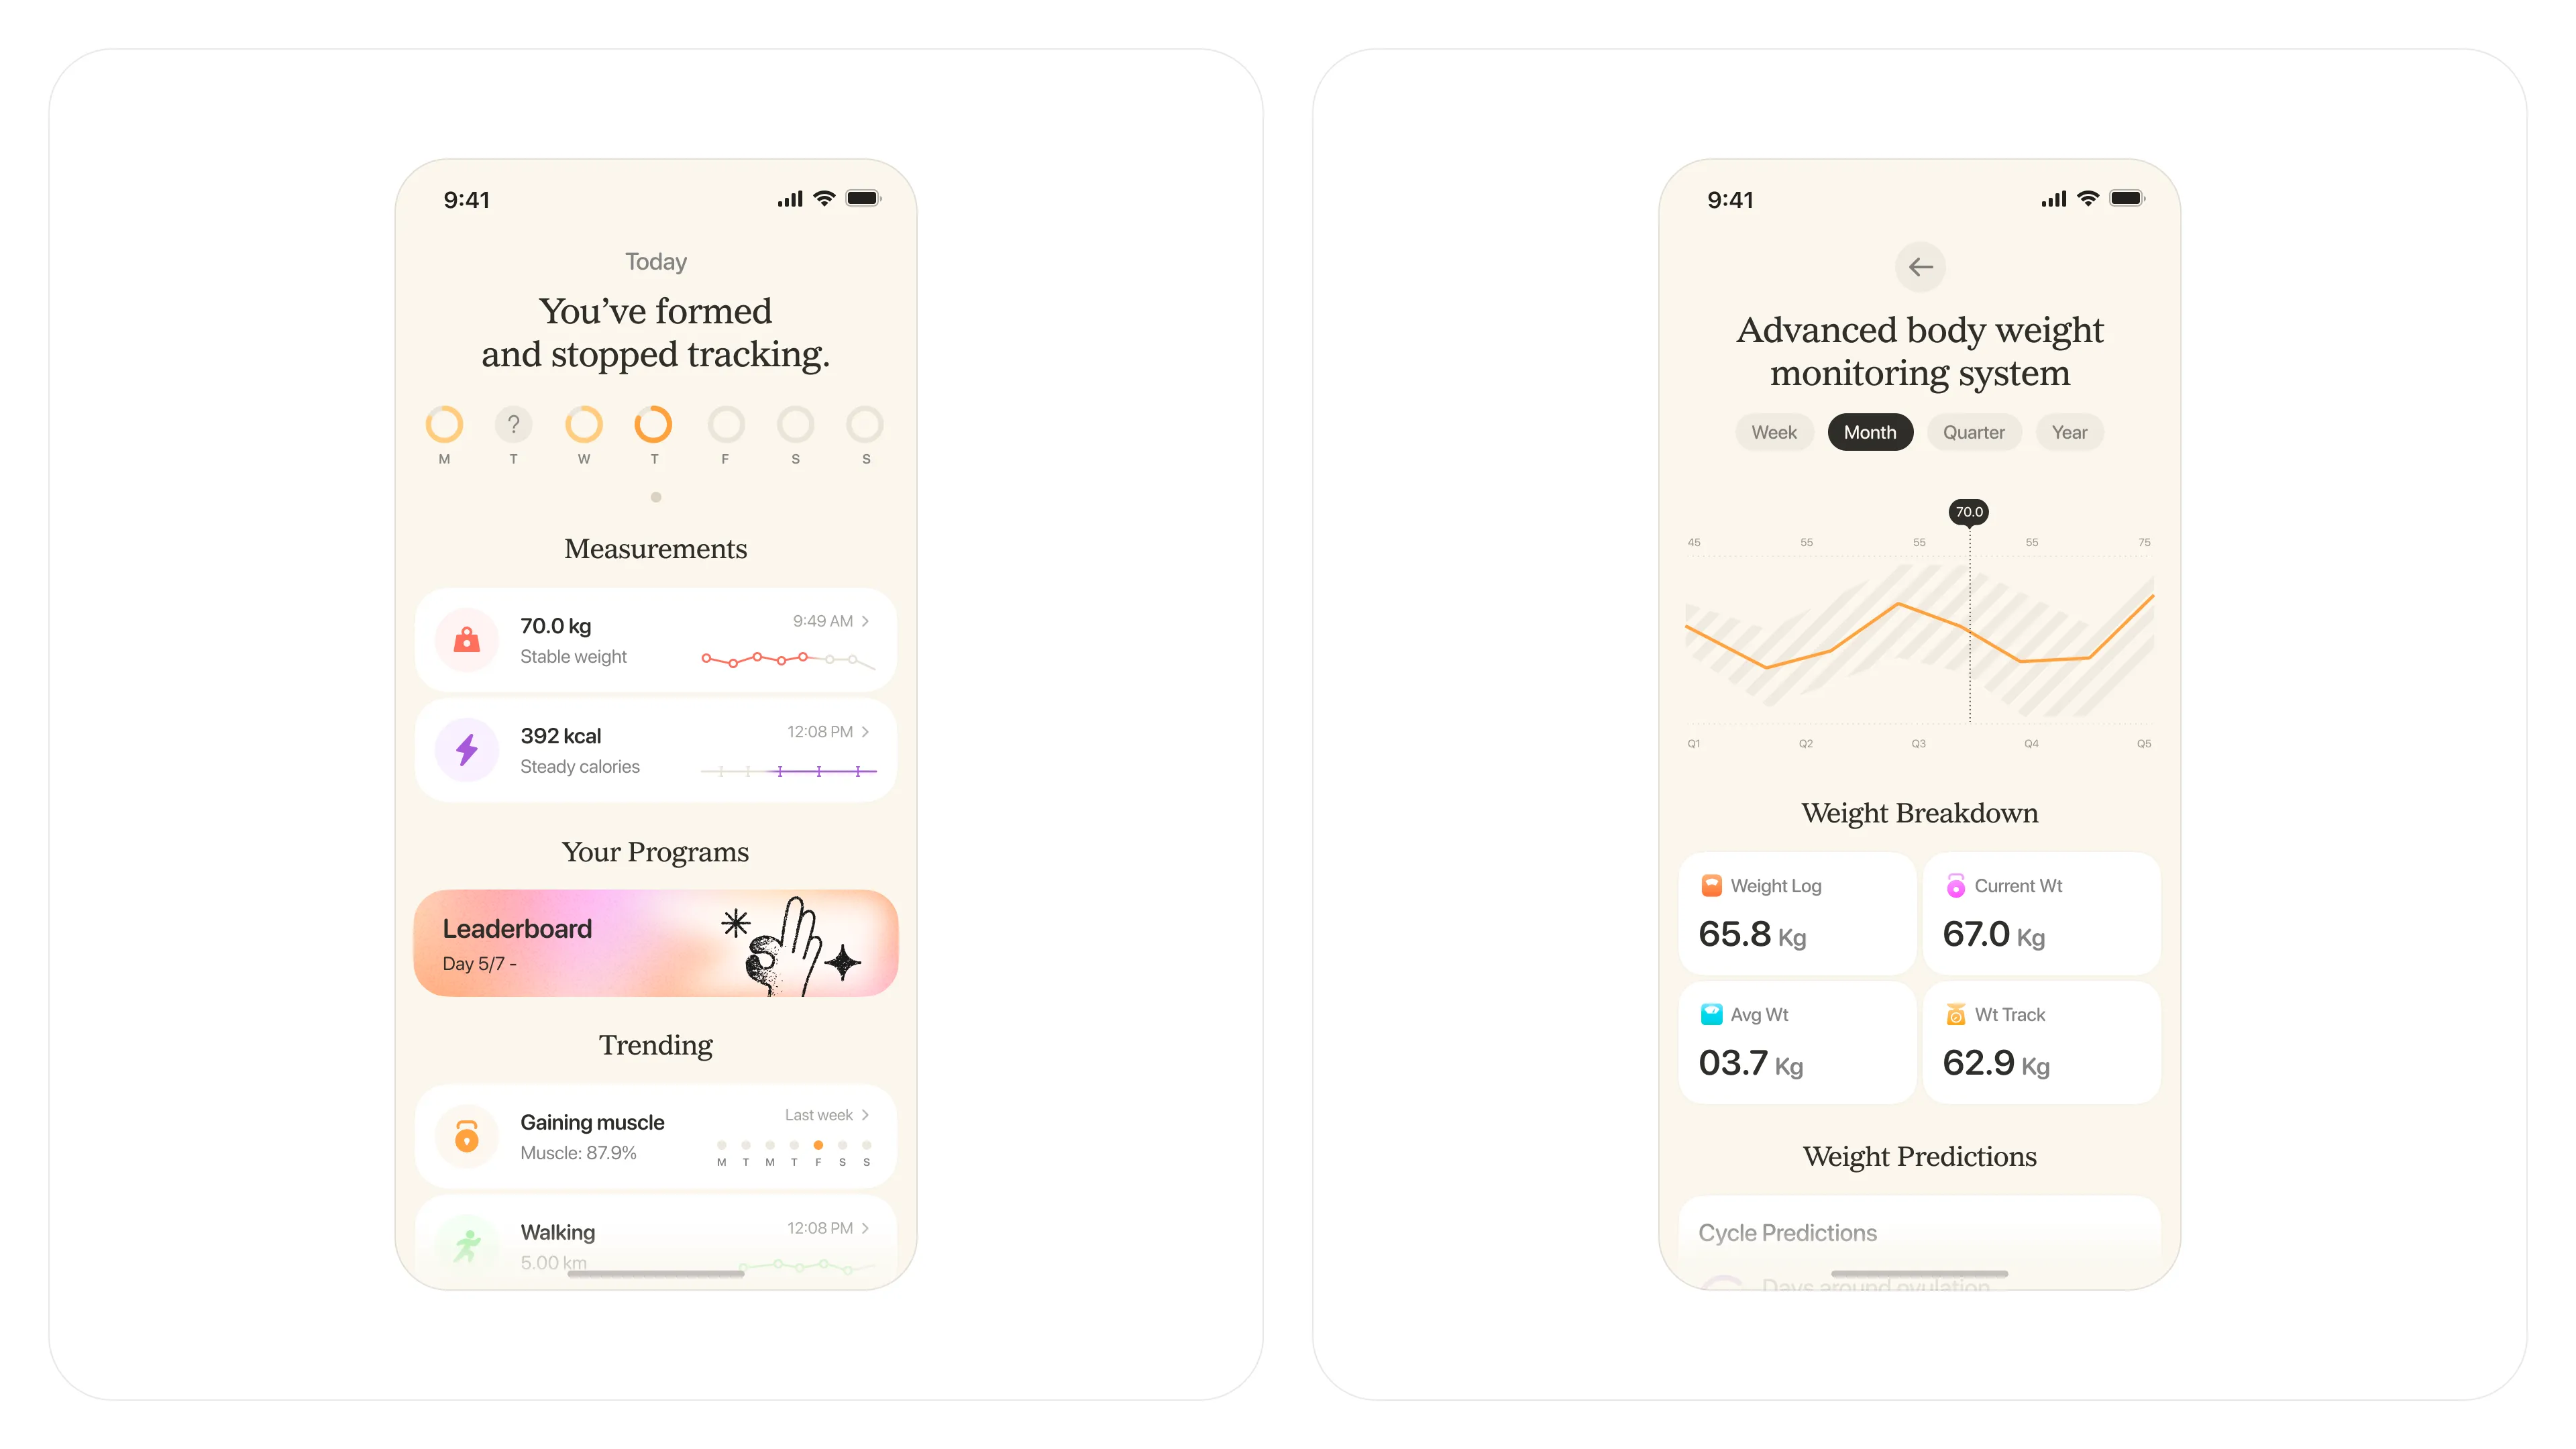 9:41
Today
You’ve formed
and stopped tracking.
?
M T W T F S S
Measurements
70.0 kg
Stable weight
9:49 AM
392 kcal
Steady calories
12:08 PM
Your Programs
Leaderboard
Day 5/7 -
Trending
Gaining muscle
Muscle: 87.9%
Last week
M T M T F S S
Walking
5.00 km
12:08 PM
9:41
Advanced body weight
monitoring system
Week Month Quarter Year
70.0
45 55 55 55 75
Q1 Q2 Q3 Q4 Q5
Weight Breakdown
Weight Log
65.8 Kg
Current Wt
67.0 Kg
Avg Wt
03.7 Kg
Wt Track
62.9 Kg
Weight Predictions
Cycle Predictions
Days around ovulation